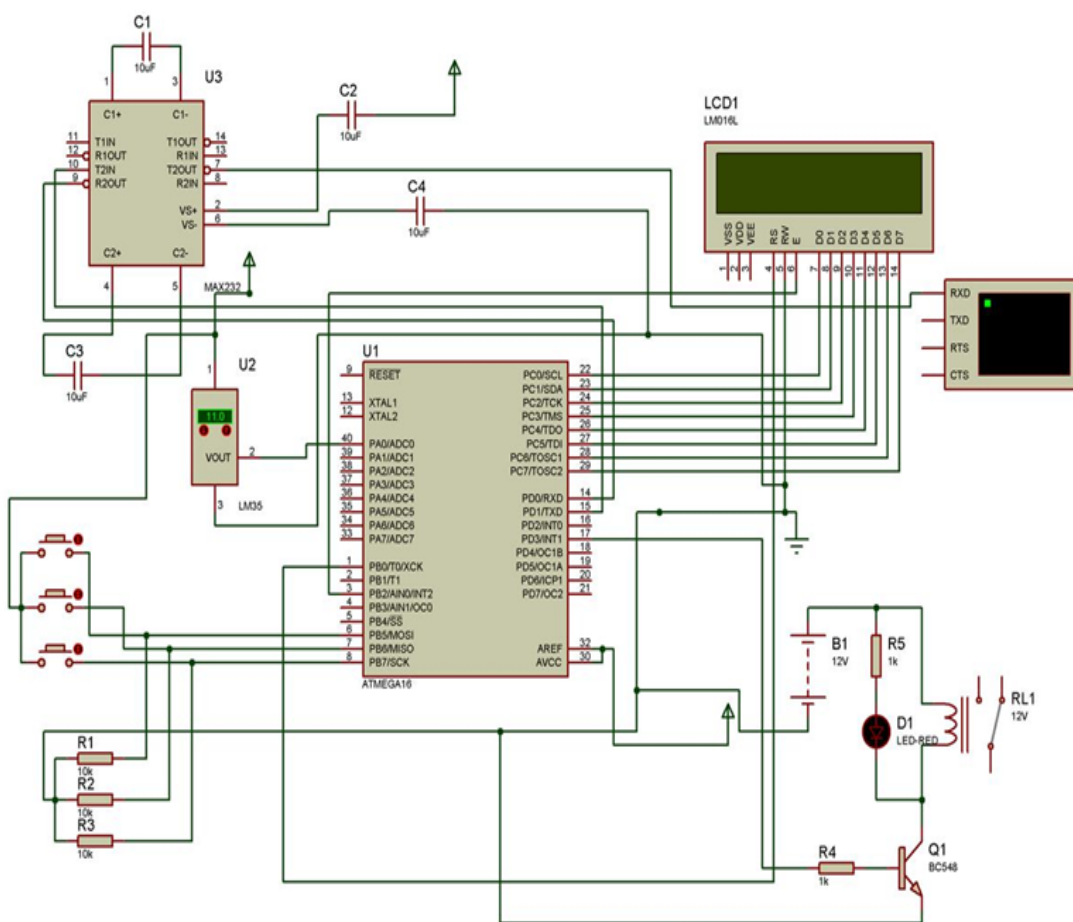 C1
10uF
1
3
U3
C1+
C1-
11
T1IN
T1OUT
14
12
R1OUT
R1IN
13
10
T2IN
T2OUT
7
9
R2OUT
R2IN
8
VS+
2
VS-
6
C2+
C2-
4
5
MAX232
C2
10uF
C4
10uF
C3
10uF
LCD1
LM016L
VSS
VDD
VEE
RS
RW
E
D0
D1
D2
D3
D4
D5
D6
D7
1
2
3
4
5
6
7
8
9
10
11
12
13
14
RXD
TXD
RTS
CTS
U2
1
11.0
VOUT
2
3
LM35
U1
9
RESET
13
XTAL1
12
XTAL2
40
PA0/ADC0
39
PA1/ADC1
38
PA2/ADC2
37
PA3/ADC3
36
PA4/ADC4
35
PA5/ADC5
34
PA6/ADC6
33
PA7/ADC7
1
PB0/T0/XCK
2
PB1/T1
3
PB2/AIN0/INT2
4
PB3/AIN1/OC0
5
PB4/SS
6
PB5/MOSI
7
PB6/MISO
8
PB7/SCK
PC0/SCL
22
PC1/SDA
23
PC2/TCK
24
PC3/TMS
25
PC4/TDO
26
PC5/TDI
27
PC6/TOSC1
28
PC7/TOSC2
29
PD0/RXD
14
PD1/TXD
15
PD2/INT0
16
PD3/INT1
17
PD4/OC1B
18
PD5/OC1A
19
PD6/ICP1
20
PD7/OC2
21
AREF
32
AVCC
30
ATMEGA16
R1
10k
R2
10k
R3
10k
B1
12V
R5
1k
D1
LED-RED
RL1
12V
R4
1k
Q1
BC548